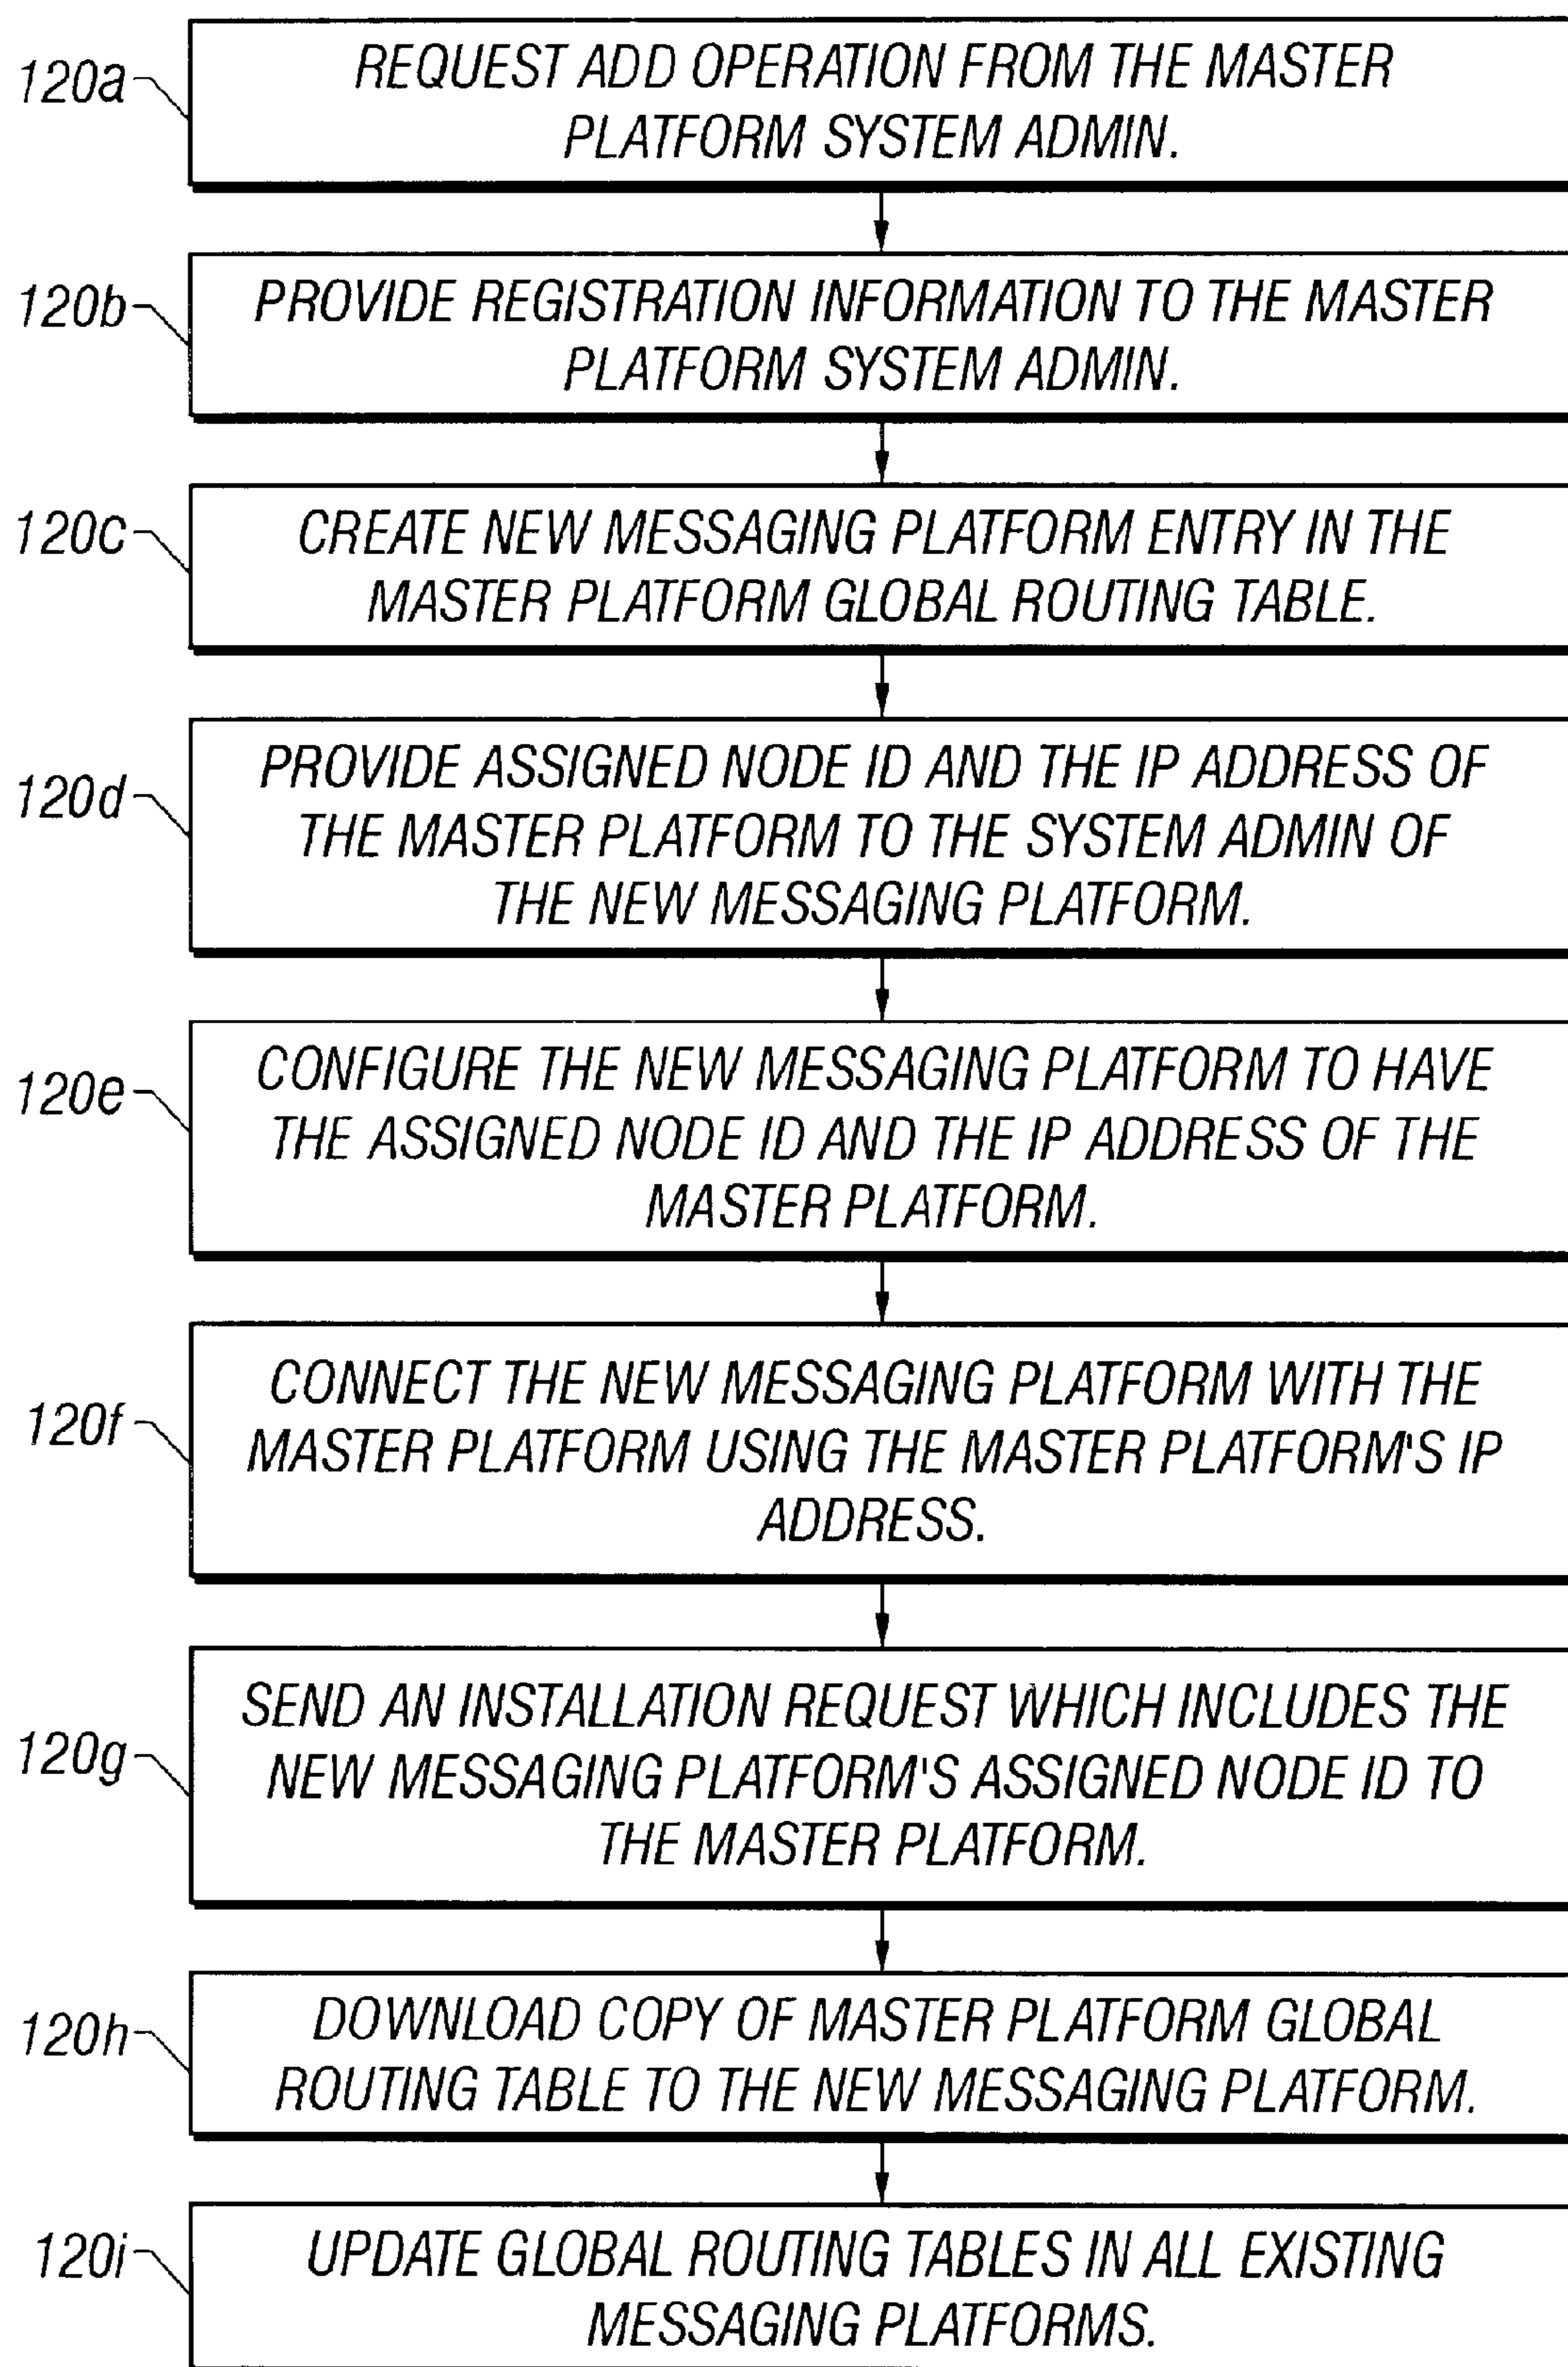 120a
REQUEST ADD OPERATION FROM THE MASTER
PLATFORM SYSTEM ADMIN.
120b
PROVIDE REGISTRATION INFORMATION TO THE MASTER
PLATFORM SYSTEM ADMIN.
120c
CREATE NEW MESSAGING PLATFORM ENTRY IN THE
MASTER PLATFORM GLOBAL ROUTING TABLE.
120d
PROVIDE ASSIGNED NODE ID AND THE IP ADDRESS OF
THE MASTER PLATFORM TO THE SYSTEM ADMIN OF
THE NEW MESSAGING PLATFORM.
120e
CONFIGURE THE NEW MESSAGING PLATFORM TO HAVE
THE ASSIGNED NODE ID AND THE IP ADDRESS OF THE
MASTER PLATFORM.
120f
CONNECT THE NEW MESSAGING PLATFORM WITH THE
MASTER PLATFORM USING THE MASTER PLATFORM'S IP
ADDRESS.
120g
SEND AN INSTALLATION REQUEST WHICH INCLUDES THE
NEW MESSAGING PLATFORM'S ASSIGNED NODE ID TO
THE MASTER PLATFORM.
120h
DOWNLOAD COPY OF MASTER PLATFORM GLOBAL
ROUTING TABLE TO THE NEW MESSAGING PLATFORM.
120i
UPDATE GLOBAL ROUTING TABLES IN ALL EXISTING
MESSAGING PLATFORMS.